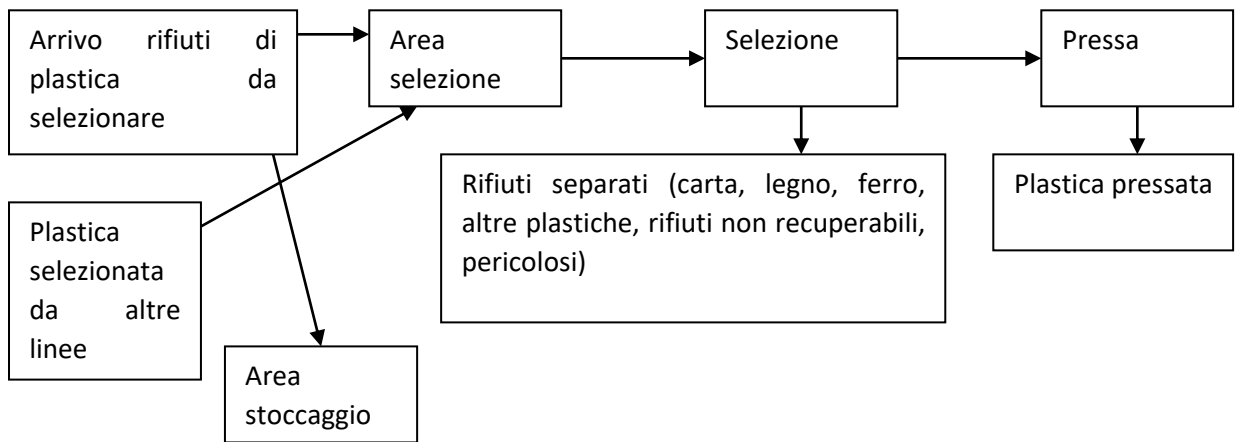 Arrivo rifiuti di
plastica da
selezionare
Area
selezione
Selezione
Pressa
Rifiuti separati (carta, legno, ferro,
altre plastiche, rifiuti non recuperabili,
pericolosi)
Plastica pressata
Plastica
selezionata
da altre
linee
Area
stoccaggio